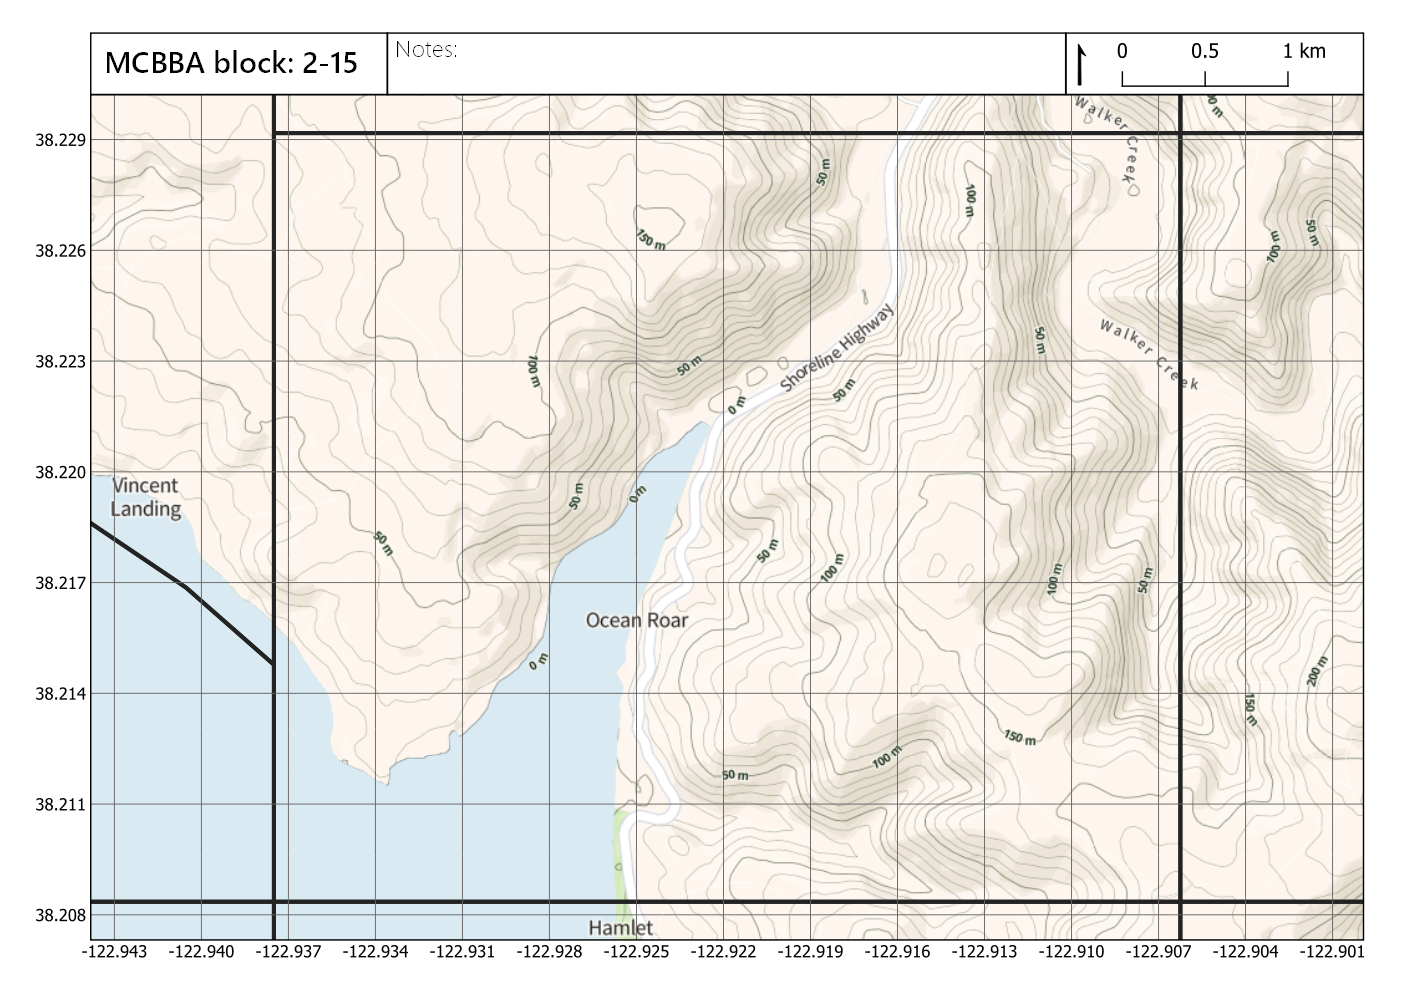 MCBBA block: 2-15
Notes:
0 0.5 1 km
Walker Creek
00 m
38.229
50 m
100 m
50 m
38.226
150 m
100 m
Shoreline Highway
50 m
Walker Creek
38.223
100 m
50 m
50 m
0 m
38.220
Vincent
Landing
50 m
0 m
50 m
50 m
100 m
100 m
50 m
38.217
Ocean Roar
0 m
200 m
38.214
150 m
150 m
100 m
50 m
38.211
38.208
Hamlet
-122.943 -122.940 -122.937 -122.934 -122.931 -122.928 -122.925 -122.922 -122.919 -122.916 -122.913 -122.910 -122.907 -122.904 -122.901